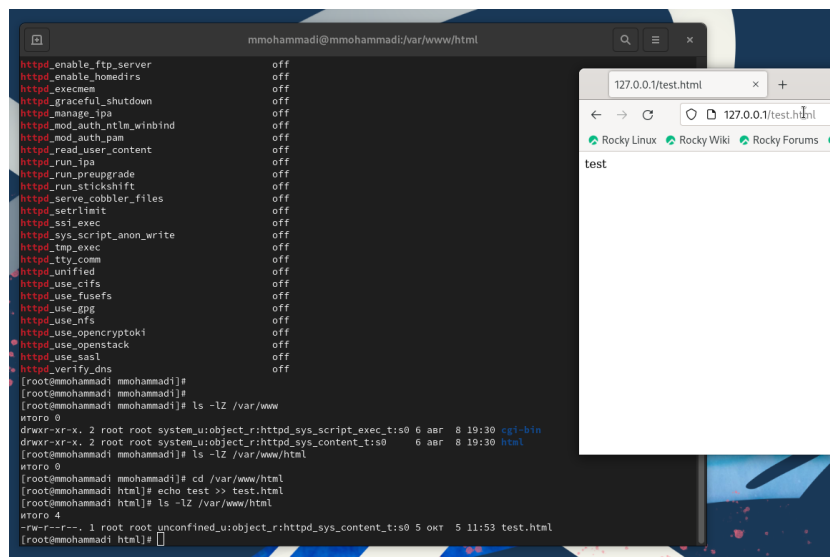 mmohammadi@mmohammadi:/var/www/html
httpd_enable_ftp_server off
httpd_enable_homedirs off
httpd_execmem off
httpd_graceful_shutdown off
httpd_manage_ipa off
httpd_mod_auth_ntlm_winbind off
httpd_mod_auth_pam off
httpd_read_user_content off
httpd_run_ipa off
httpd_run_preupgrade off
httpd_run_stickshift off
httpd_serve_cobbler_files off
httpd_setrlimit off
httpd_ssi_exec off
httpd_sys_script_anon_write off
httpd_tmp_exec off
httpd_tty_comm off
httpd_unified off
httpd_use_cifs off
httpd_use_fusefs off
httpd_use_gpg off
httpd_use_nfs off
httpd_use_opencryptoki off
httpd_use_openstack off
httpd_use_sasl off
httpd_verify_dns off
[root@mmohammadi mmohammadi]#
[root@mmohammadi mmohammadi]#
[root@mmohammadi mmohammadi]# ls -lZ /var/www
итого 0
drwxr-xr-x. 2 root root system_u:object_r:httpd_sys_script_exec_t:s0 6 авг 8 19:30 cgi-bin
drwxr-xr-x. 2 root root system_u:object_r:httpd_sys_content_t:s0 6 авг 8 19:30 html
[root@mmohammadi mmohammadi]# ls -lZ /var/www/html
итого 0
[root@mmohammadi mmohammadi]# cd /var/www/html
[root@mmohammadi html]# echo test >> test.html
[root@mmohammadi html]# ls -lZ /var/www/html
итого 4
-rw-r--r--. 1 root root unconfined_u:object_r:httpd_sys_content_t:s0 5 окт 5 11:53 test.html
[root@mmohammadi html]#
127.0.0.1/test.html
127.0.0.1/test.html
Rocky Linux Rocky Wiki Rocky Forums
test